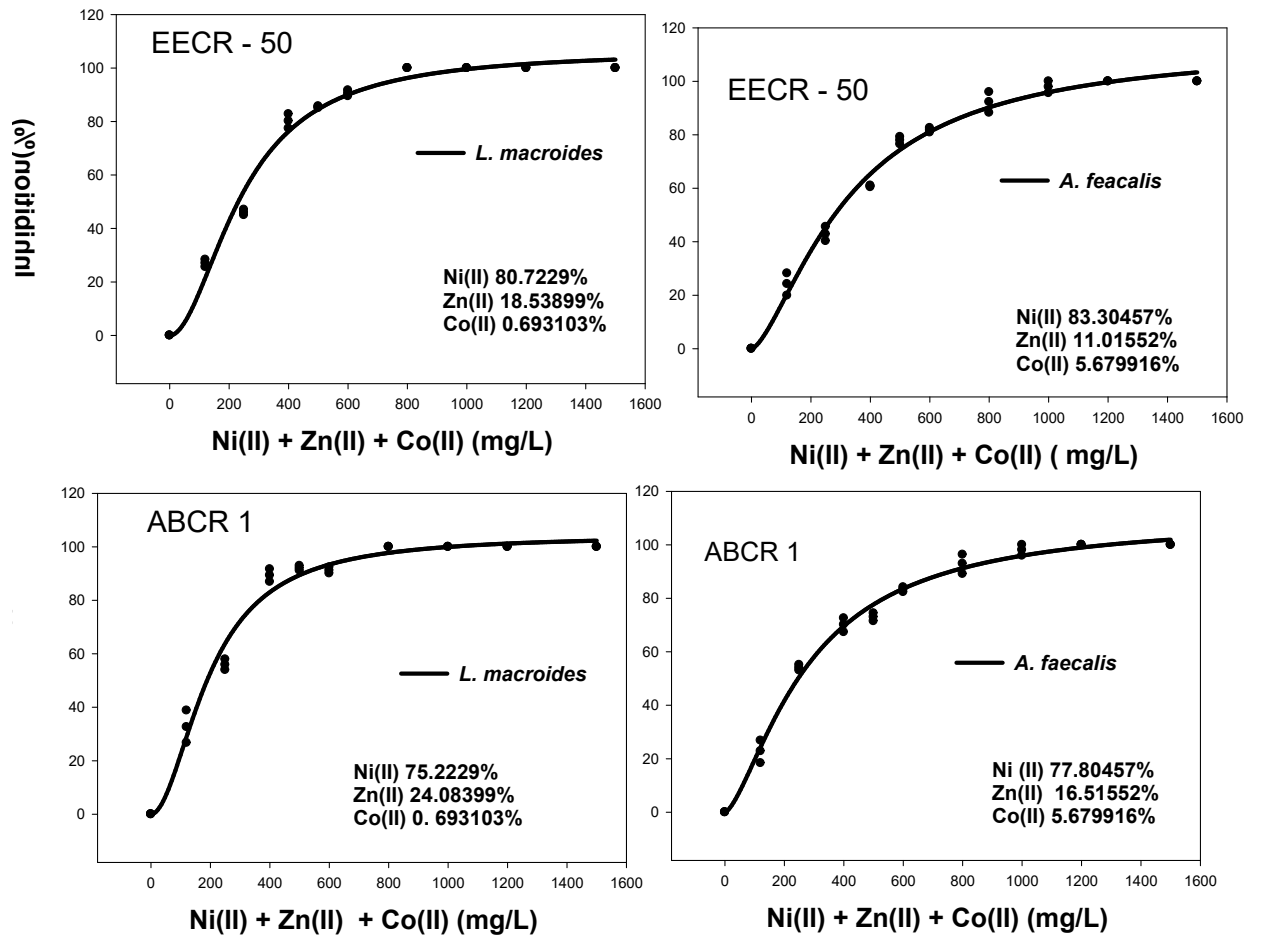 EECR - 50
120
100
80
60
40
20
0
Inhibition(%)
L. macroides
Ni(II) 80.7229%
Zn(II) 18.53899%
Co(II) 0.693103%
0 200 400 600 800 1000 1200 1400 1600
Ni(II) + Zn(II) + Co(II) (mg/L)
EECR - 50
120
100
80
60
40
20
0
A. feacalis
Ni(II) 83.30457%
Zn(II) 11.01552%
Co(II) 5.679916%
0 200 400 600 800 1000 1200 1400 1600
Ni(II) + Zn(II) + Co(II) ( mg/L)
ABCR 1
120
100
80
60
40
20
0
L. macroides
Ni(II) 75.2229%
Zn(II) 24.08399%
Co(II) 0. 693103%
0 200 400 600 800 1000 1200 1400 1600
Ni(II) + Zn(II)  + Co(II) (mg/L)
ABCR 1
120
100
80
60
40
20
0
A. faecalis
Ni (II) 77.80457%
Zn(II)  16.51552%
Co(II) 5.679916%
0 200 400 600 800 1000 1200 1400 1600
Ni(II) + Zn(II) + Co(II) (mg/L)